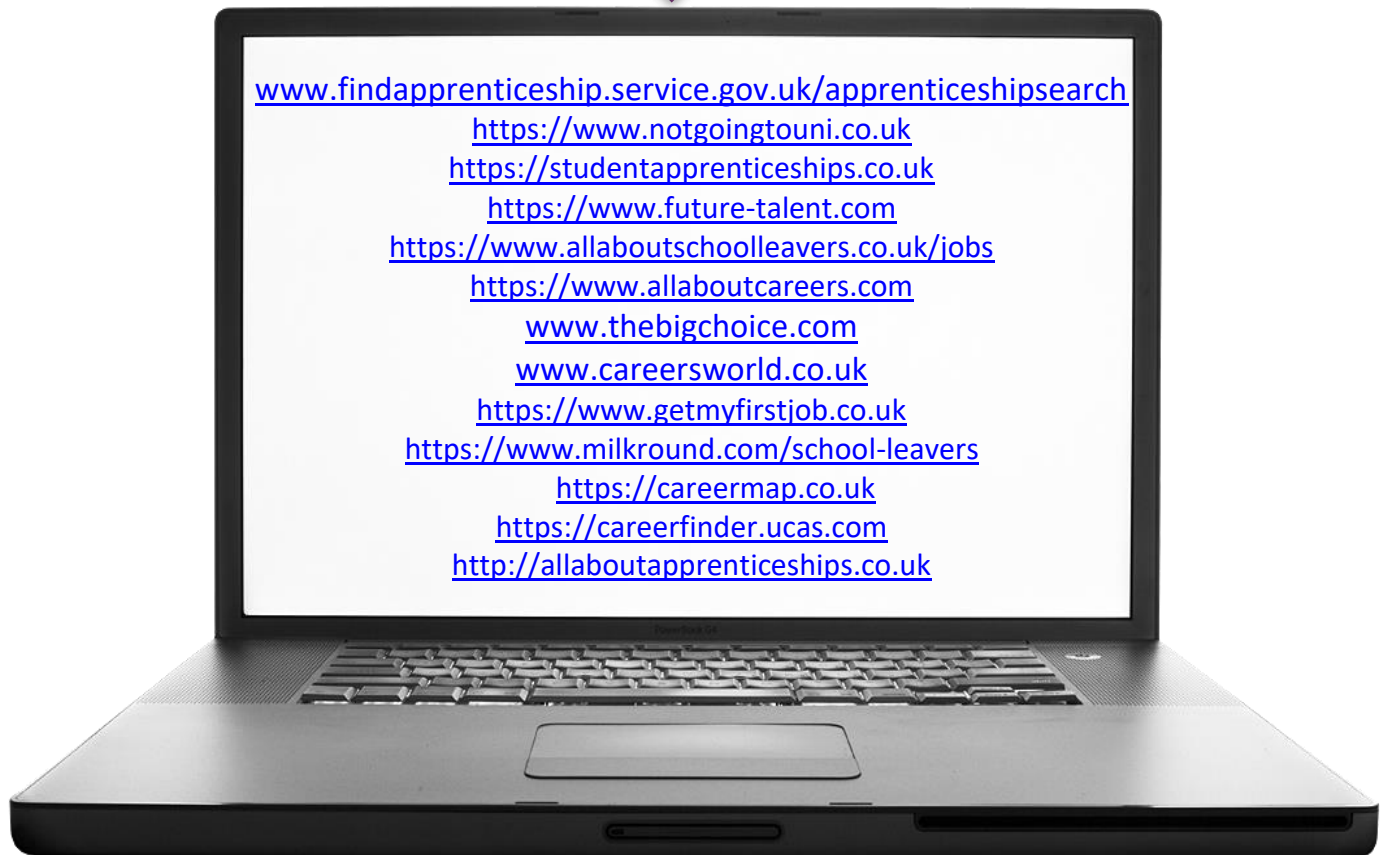 www.findapprenticeship.service.gov.uk/apprenticeshipsearch
https://www.notgoingtouni.co.uk
https://studentapprenticeships.co.uk
https://www.future-talent.com
https://www.allaboutschoolleavers.co.uk/jobs
https://www.allaboutcareers.com
www.thebigchoice.com
www.careersworld.co.uk
https://www.getmyfirstjob.co.uk
https://www.milkround.com/school-leavers
https://careermap.co.uk
https://careerfinder.ucas.com
http://allaboutapprenticeships.co.uk
PowerBook G4